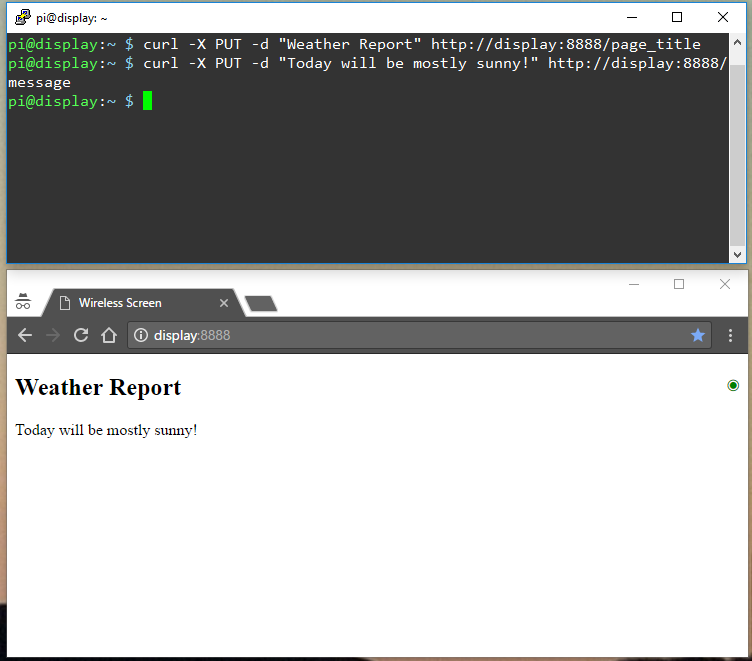 pi@display: ~
pi@display:~ $ curl -X PUT -d "Weather Report" http://display:8888/page_title
pi@display:~ $ curl -X PUT -d "Today will be mostly sunny!" http://display:8888/
message
pi@display:~ $
Wireless Screen
display:8888
Weather Report
Today will be mostly sunny!